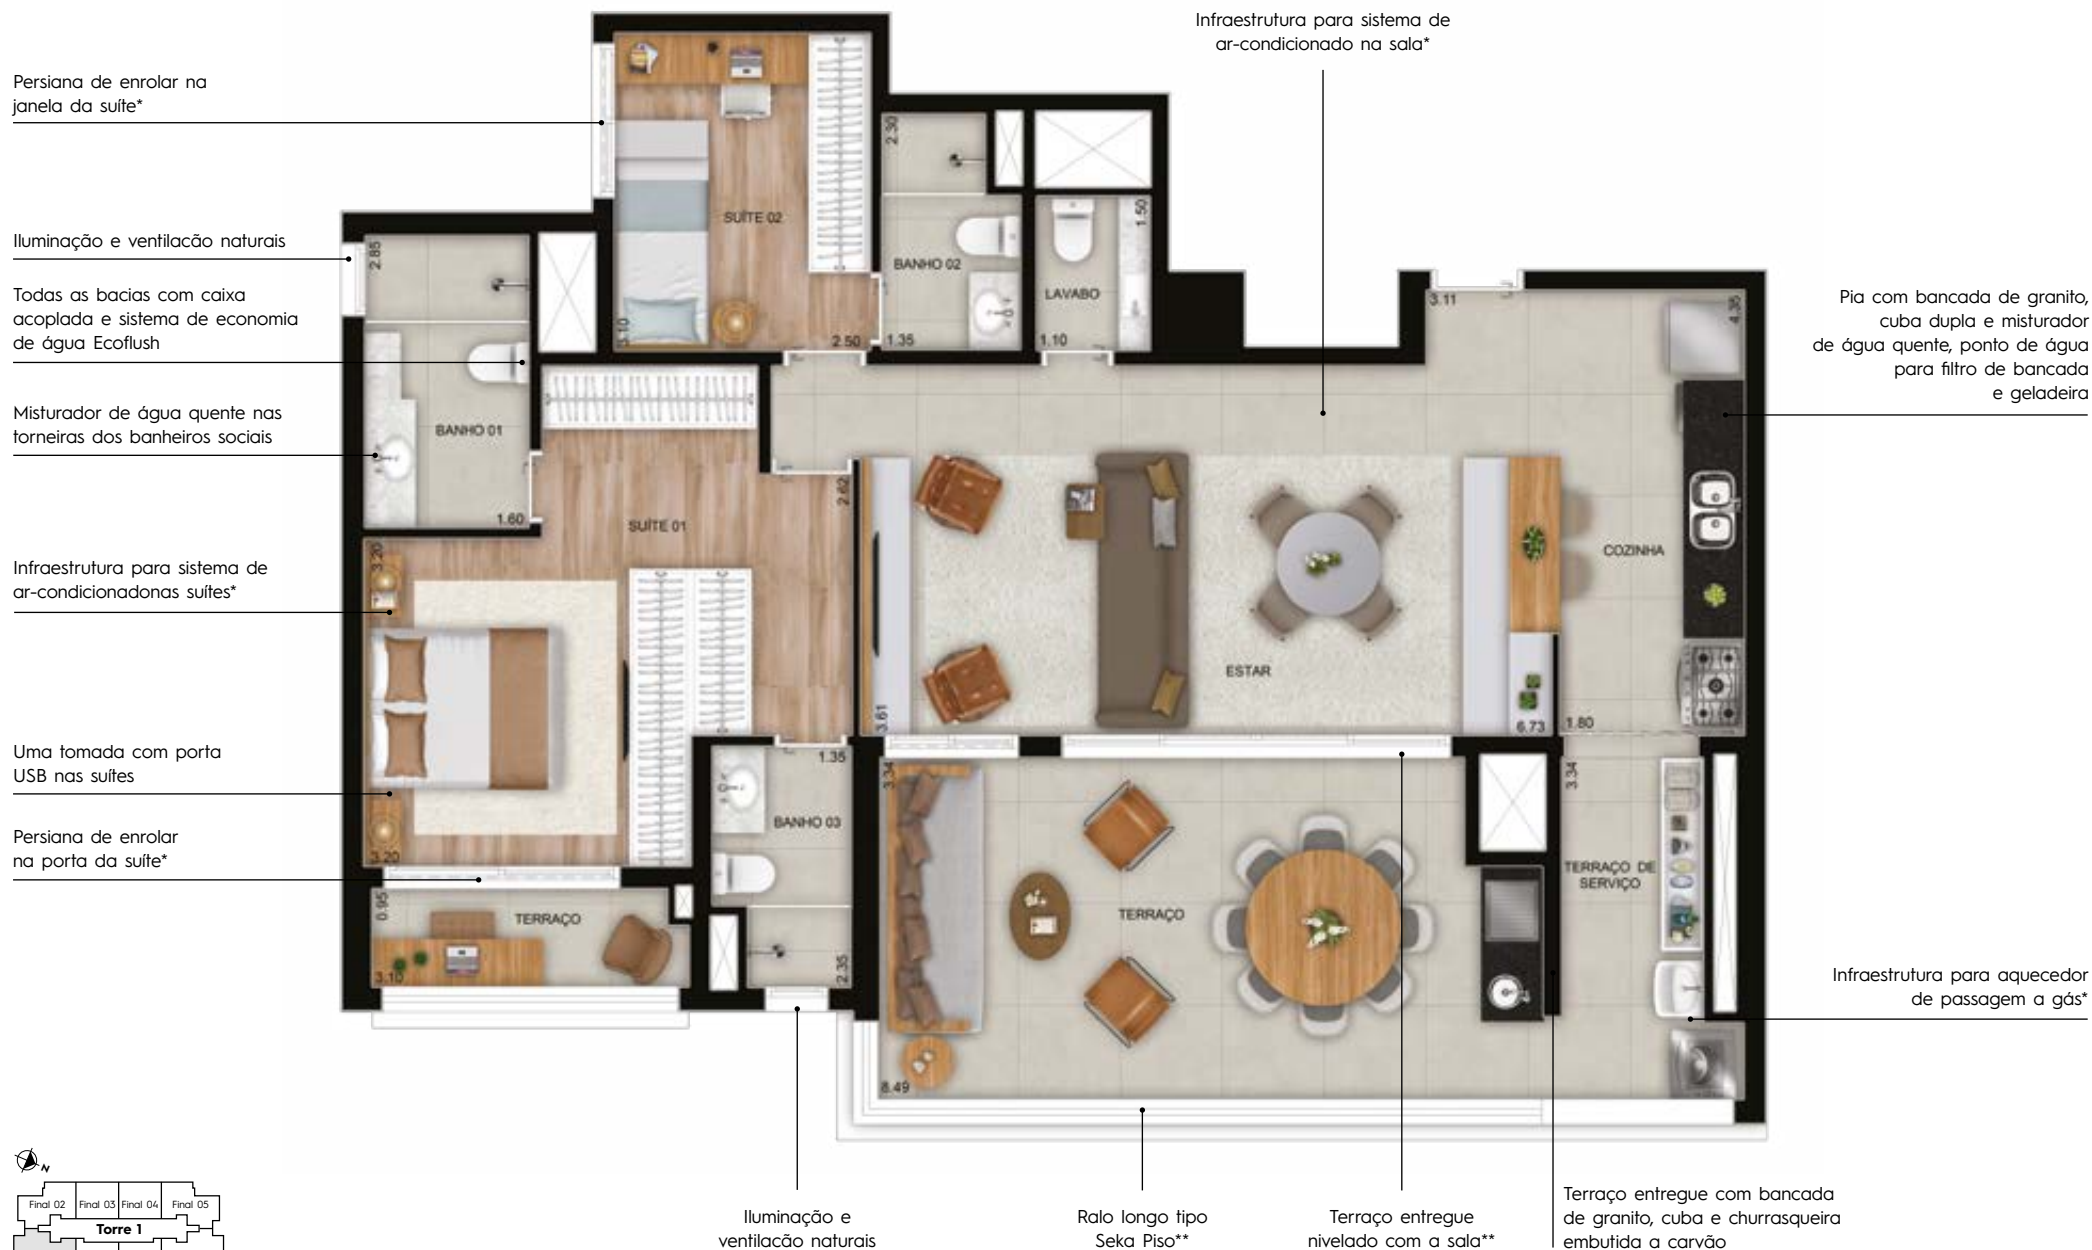 Infraestrutura para sistema de
ar-condicionado na sala*
Persiana de enrolar na
janela da suíte*
Iluminação e ventilacão naturais
Todas as bacias com caixa
acoplada e sistema de economia
de água Ecoflush
Misturador de água quente nas
torneiras dos banheiros sociais
Infraestrutura para sistema de
ar-condicionadonas suítes*
Uma tomada com porta
USB nas suítes
Persiana de enrolar
na porta da suíte*
Pia com bancada de granito,
cuba dupla e misturador
de água quente, ponto de água
para filtro de bancada
e geladeira
Infraestrutura para aquecedor
de passagem a gás*
SUÍTE 02
3.10
2.50
2.30
BANHO 02
1.35
1.50
LAVABO
1.10
2.85
BANHO 01
1.60
3.11
4.35
COZINHA
1.80
2.62
SUÍTE 01
3.20
3.20
ESTAR
3.61
6.73
1.35
BANHO 03
2.35
0.95
TERRAÇO
3.10
3.34
TERRAÇO
8.49
3.34
TERRAÇO DE
SERVIÇO
N
Final 02
Final 03
Final 04
Final 05
Torre 1
Iluminação e
ventilacão naturais
Ralo longo tipo
Seka Piso**
Terraço entregue
nivelado com a sala**
Terraço entregue com bancada
de granito, cuba e churrasqueira
embutida a carvão